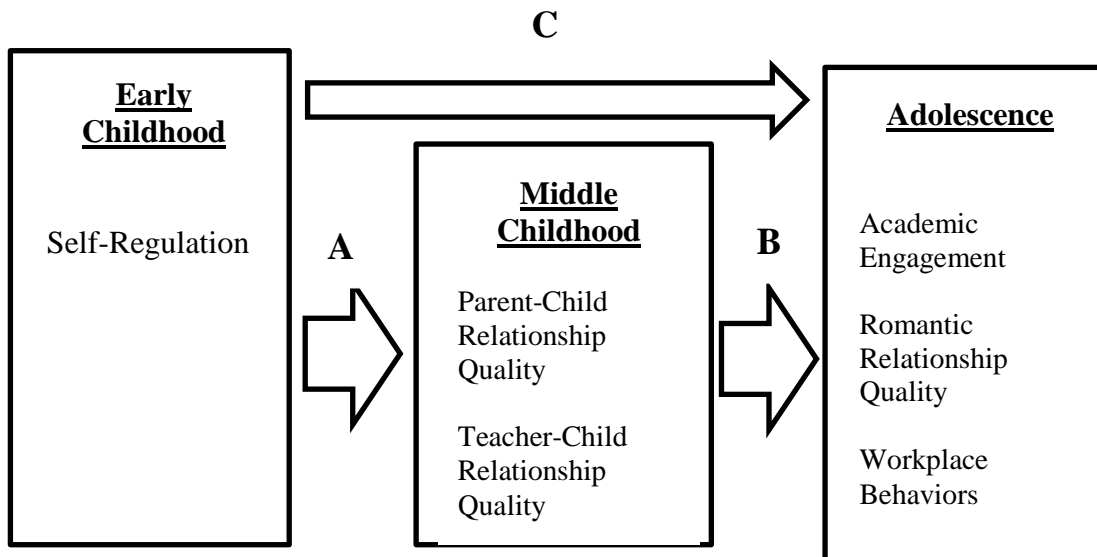 C
Early
Childhood
Self-Regulation
A
Middle
Childhood
Parent-Child
Relationship
Quality
Teacher-Child
Relationship
Quality
B
Adolescence
Academic
Engagement
Romantic
Relationship
Quality
Workplace
Behaviors